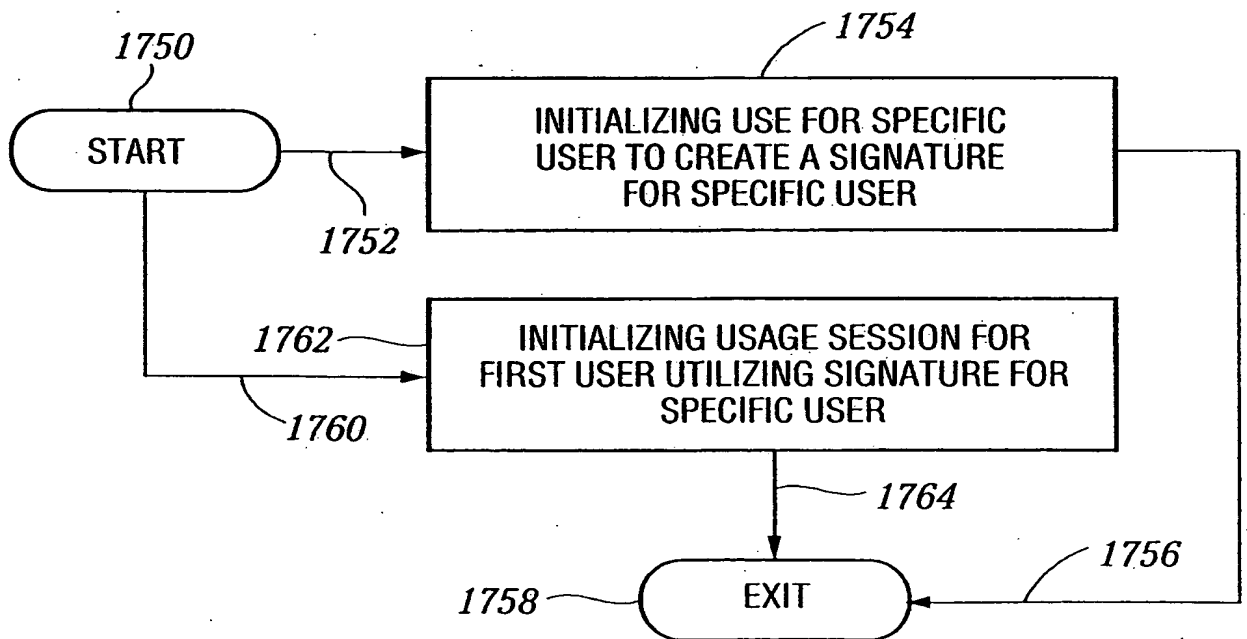 1750
1754
START
INITIALIZING USE FOR SPECIFIC
USER TO CREATE A SIGNATURE
FOR SPECIFIC USER
1752
1762
INITIALIZING USAGE SESSION FOR
FIRST USER UTILIZING SIGNATURE FOR
SPECIFIC USER
1760
1764
1756
1758
EXIT